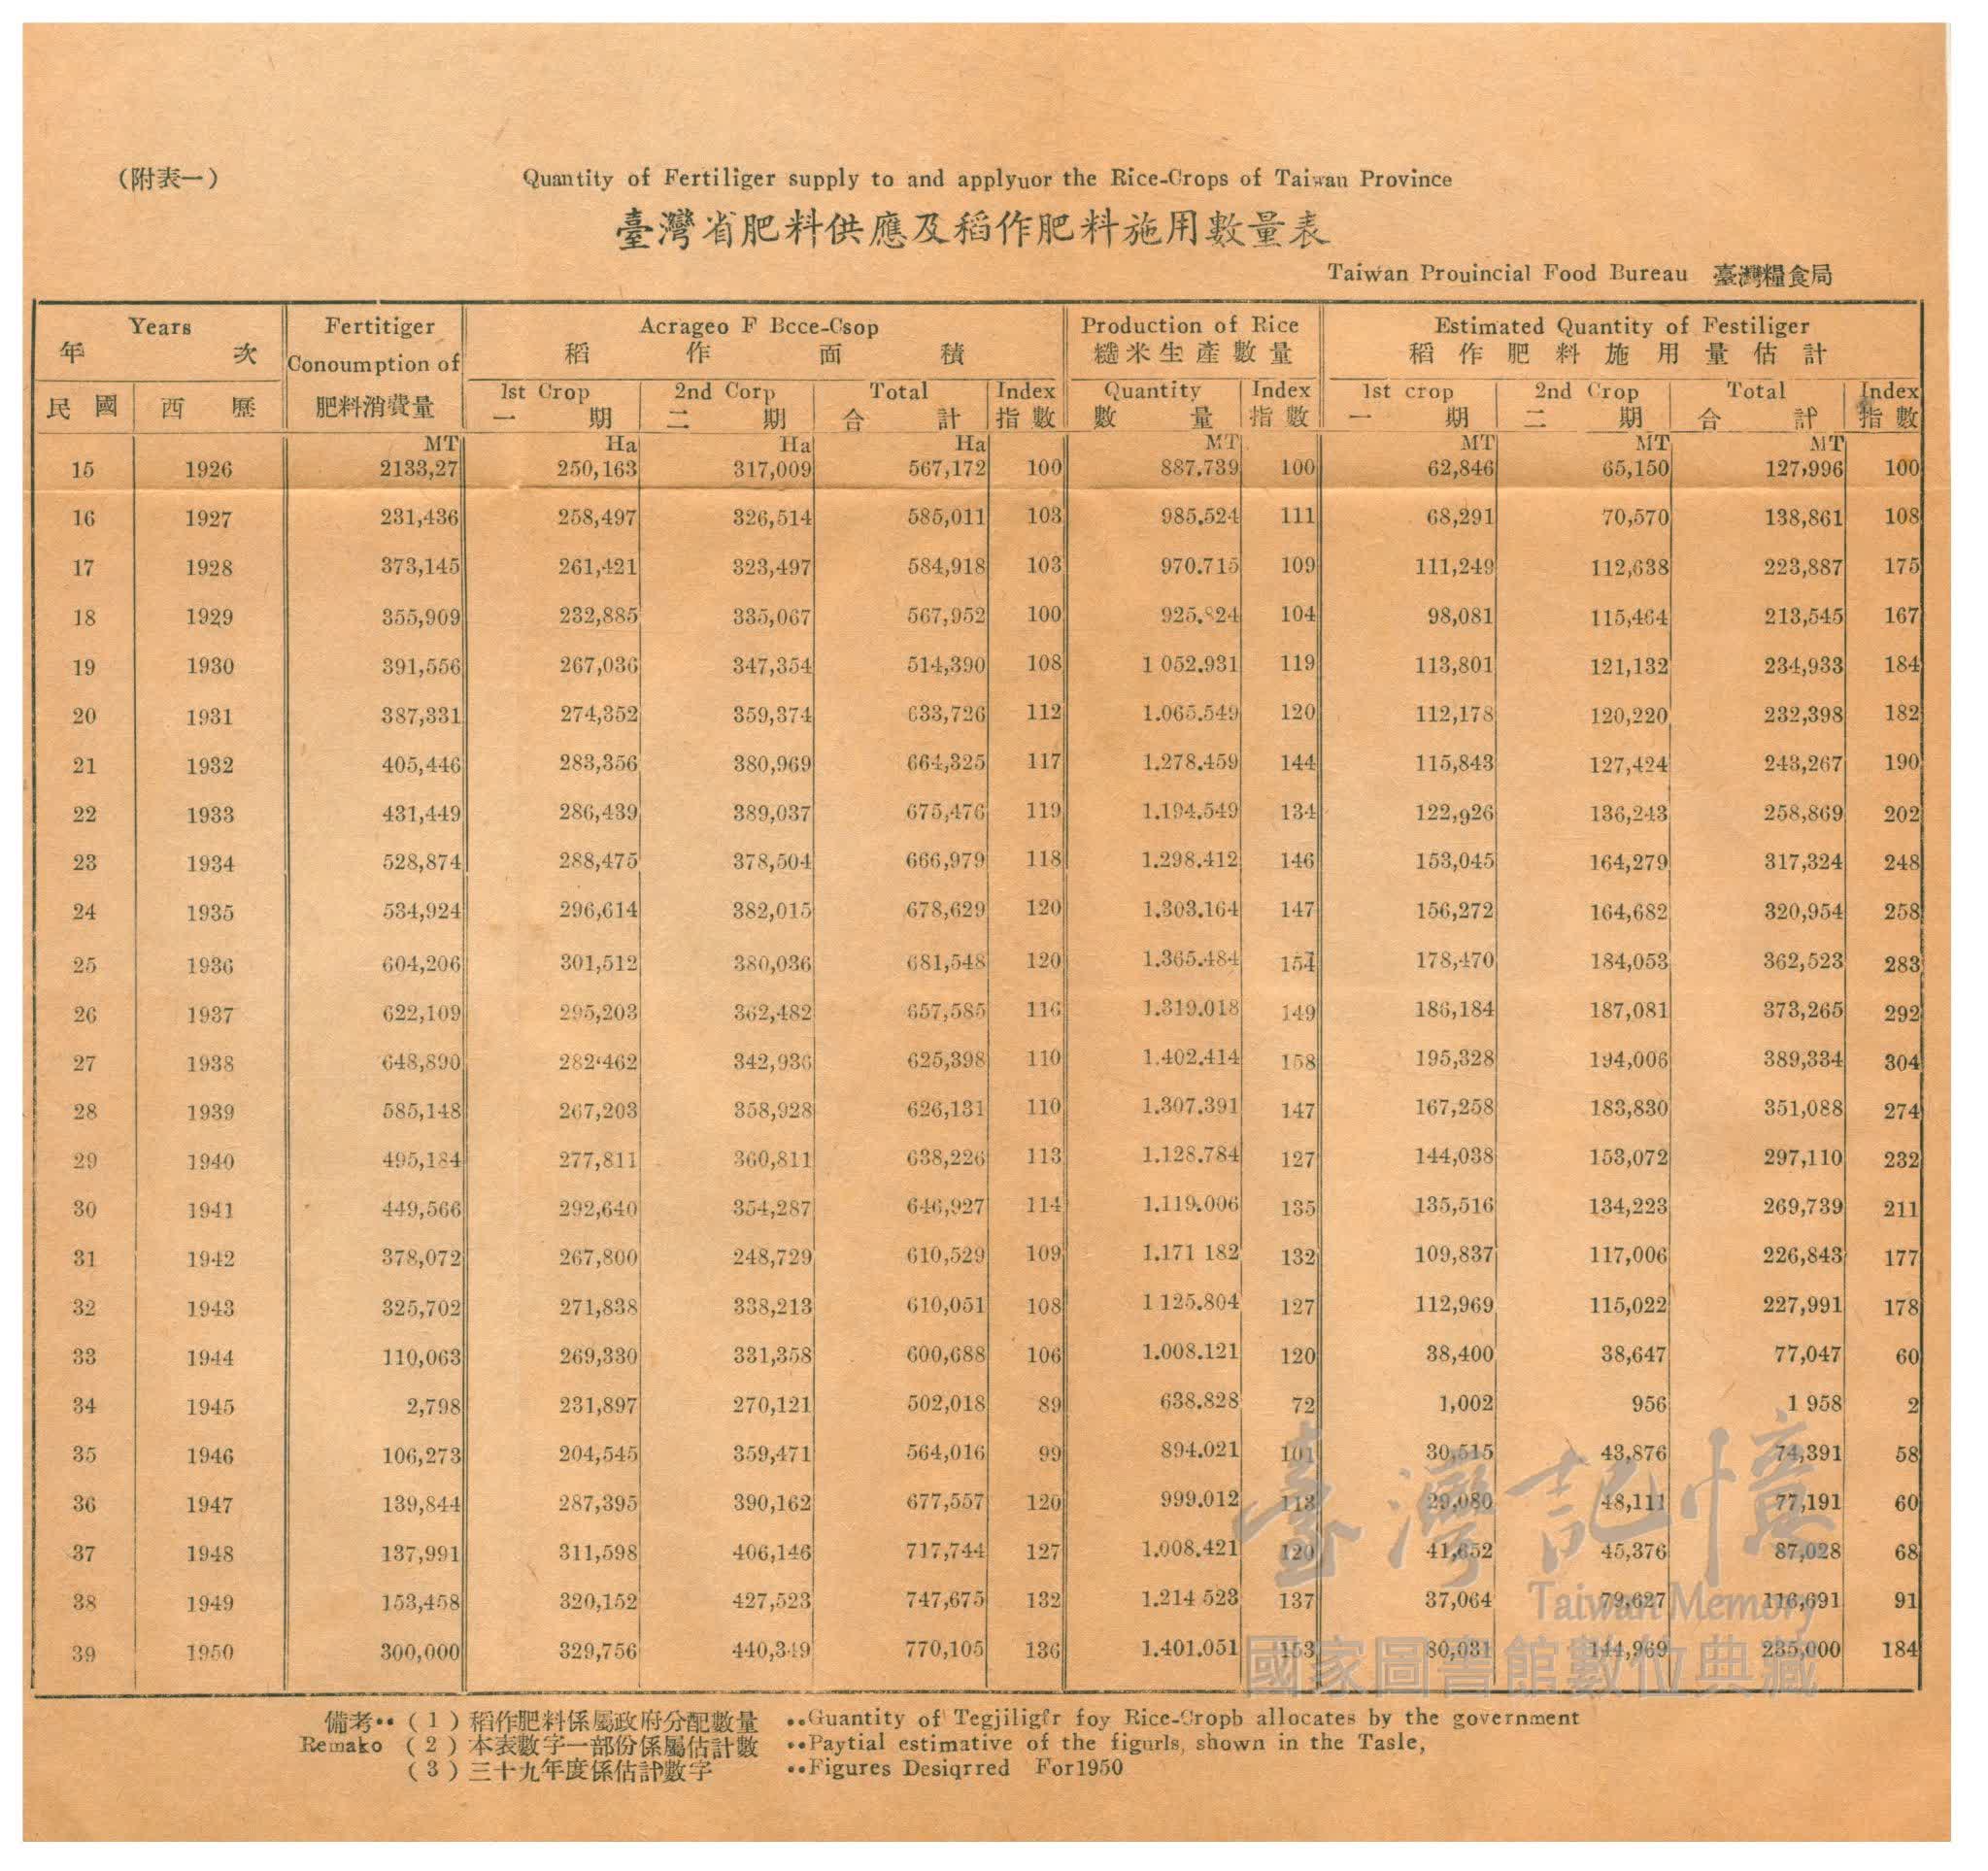 (附表一)
Quantity of Fertiliger supply to and applyuor the Rice-Crops of Taiwan Province
臺灣省肥料供應及稻作肥料施用數量表
Taiwan Prouincial Food Bureau 臺灣糧食局
Years Fertitiger Acrageo F Bcce-Csop Production of Rice Estimated Quantity of Festiliger
年 次 Conoumption of 稻 作 面 積 糙米生產數量 稻作肥料施用量估計
1st Crop 2nd Corp Total Index Quantity Index 1st crop 2nd Crop Total Index
民國 西曆 肥料消費量 一期 二期 合計 指數 數量 指數 一期 二期 合計 指數
MT Ha Ha Ha MT MT MT MT
15 1926 2133,27 250,163 317,009 567,172 100 887.739 100 62,846 65,150 127,996 100
16 1927 231,436 258,497 326,514 585,011 103 985.524 111 68,291 70,570 138,861 108
17 1928 373,145 261,421 323,497 584,918 103 970.715 109 111,249 112,638 223,887 175
18 1929 355,909 232,885 335,067 567,952 100 104 98,081 115,464 213,545 167
19 1930 391,556 267,036 347,354 514,390 108 1 052.931 119 113,801 121,132 234,933 184
20 1931 387,331 274,352 359,374 633,726 112 1.065.549 120 112,178 120,220 232,398 182
21 1932 405,446 283,356 380,969 664,325 117 1.278.459 144 115,843 127,424 243,267 190
22 1933 431,449 286,439 389,037 675,476 119 1.194.549 134 122,926 136,243 258,869 202
23 1934 528,874 288,475 378,504 666,979 118 1.298.412 146 153,045 164,279 317,324 248
24 1935 534,924 296,614 382,015 678,629 120 1.303.164 147 156,272 164,682 320,954 258
25 1936 604,206 301,512 380,036 681,548 120 1.365.484 154 178,470 184,053 362,523 283
26 1937 622,109 295,203 362,482 657,585 116 1.319.018 149 186,184 187,081 373,265 292
27 1938 648,890 282‘462 342,936 625,398 110 1.402.414 158 195,328 194,006 389,334 304
28 1939 585,148 267,203 358,928 626,131 110 1.307.391 147 167,258 183,830 351,088 274
29 1940 495,184 277,811 360,811 638,226 113 1.128.784 127 144,038 153,072 297,110 232
30 1941 449,566 292,640 354,287 646,927 114 1.119.006 135 135,516 134,223 269,739 211
31 1942 378,072 267,800 248,729 610,529 109 1.171 182 132 109,837 117,006 226,843 177
32 1943 325,702 271,838 338,213 610,051 108 1 125.804 127 112,969 115,022 227,991 178
33 1944 110,063 269,330 331,358 600,688 106 1.008.121 120 38,400 38,647 77,047 60
34 1945 2,798 231,897 270,121 502,018 89 638.828 72 1,002 956 1 958 2
35 1946 106,273 204,545 359,471 564,016 99 894.021 101 30,515 43,876 74,391 58
36 1947 139,844 287,395 390,162 677,557 120 999.012 113 29,080 48,111 77,191 60
37 1948 137,991 311,598 406,146 717,744 127 1.008.421 120 41,652 45,376 87,028 68
38 1949 153,458 320,152 427,523 747,675 132 1.214 523 137 37,064 79,627 116,691 91
39 1950 300,000 329,756 440,349 770,105 136 1.401.051 153 80,031 144,969 235,000 184
備考‥(1)稻作肥料係屬政府分配數量 ‥Guantity of Tegjiligfr foy Rice-Cropb allocates by the government
Remako (2)本表數字一部份係屬估計數 ‥Paytial estimative of the figurls, shown in the Tasle,
(3)三十九年度係估計數字 ‥Figures Desiqrred For1950
臺灣記憶
Taiwan Memory
國家圖書館數位典藏